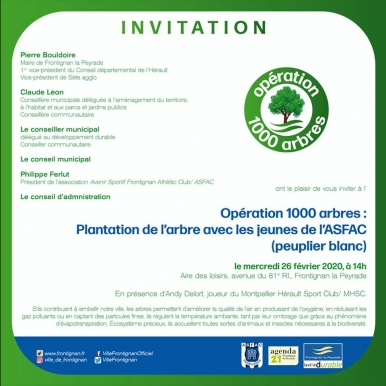 INVITATION
Pierre Bouldoire
Maire de Frontignan la Peyrade
1er vice-président du Conseil départemental de l'Hérault
Vice-président de Sète agglo
Claude Léon
Conseillère municipale déléguée à l'aménagement du territoire,
à l'habitat et aux parcs et jardins publics
Conseillère communautaire
Le conseiller municipal
délégué au développement durable
Conseiller communautaire
Le conseil municipal
Philippe Ferlut
Président de l'association Avenir Sportif Frontignan Athlétic Club/ ASFAC
Le conseil d'admnistration
opération
1000 arbres
ont le plaisir de vous inviter à l'
Opération 1000 arbres :
Plantation de l'arbre avec les jeunes de l'ASFAC
(peuplier blanc)
le mercredi 26 février 2020, à 14h
Aire des loisirs, avenue du 81e RI., Frontignan la Peyrade
En présence d'Andy Delort, joueur du Montpellier Hérault Sport Club/ MHSC.
S'ils contribuent à embellir notre ville, les arbres permettent d'améliorer la qualité de l'air en produisant de l'oxygène, en réduisant les
gaz polluants ou en captant des particules fines. Ils régulent la température ambiante, tant par leur ombrage que grâce au phénomène
d'évapotranspiration. Écosystème précieux, ils accueillent toutes sortes d'animaux et insectes nécessaires à la biodiversité.
www.frontignan.fr
VilleFrontignanOfficiel
ville_de_frontignan
VilleFrontignan
agenda
21
Frontignan la Peyrade
la ville durable